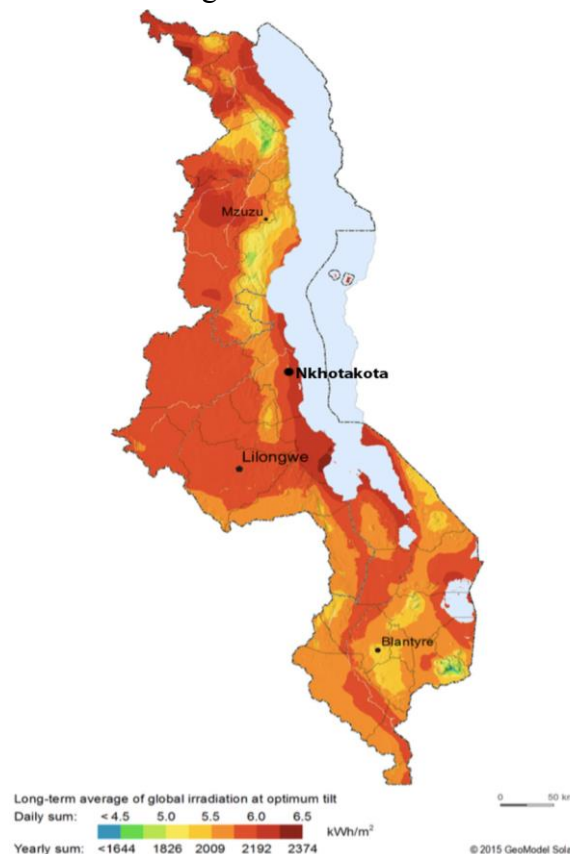 Mzuzu
Nkhotakota
Lilongwe
Blantyre
Long-term average of global irradiation at optimum tilt
0 50 km
Daily sum: < 4.5 5.0 5.5 6.0 6.5
kWh/m²
Yearly sum: <1644 1826 2009 2192 2374
© 2015 GeoModel Sola